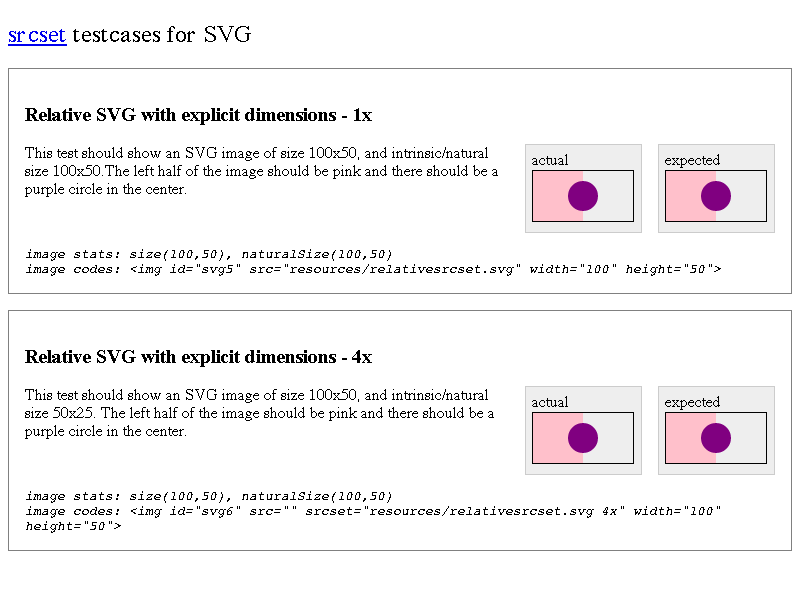 srcset testcases for SVG
Relative SVG with explicit dimensions - 1x
This test should show an SVG image of size 100x50, and intrinsic/natural
size 100x50.The left half of the image should be pink and there should be a
purple circle in the center.
actual
expected
image stats: size(100,50), naturalSize(100,50)
image codes: <img id="svg5" src="resources/relativesrcset.svg" width="100" height="50">
Relative SVG with explicit dimensions - 4x
This test should show an SVG image of size 100x50, and intrinsic/natural
size 50x25. The left half of the image should be pink and there should be a
purple circle in the center.
actual
expected
image stats: size(100,50), naturalSize(100,50)
image codes: <img id="svg6" src="" srcset="resources/relativesrcset.svg 4x" width="100"
height="50">